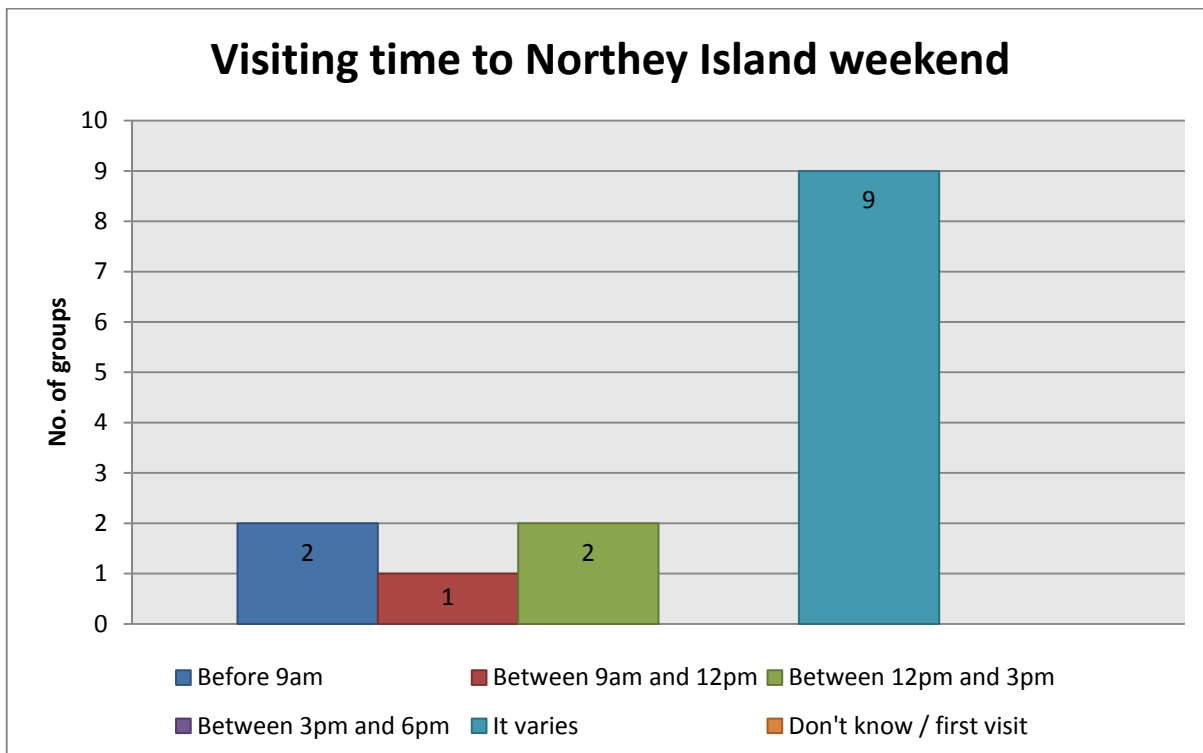 Visiting time to Northey Island weekend
No. of groups
10
9
8
7
6
5
4
3
2
1
0
2
1
2
9
Before 9am
Between 9am and 12pm
Between 12pm and 3pm
Between 3pm and 6pm
It varies
Don't know / first visit